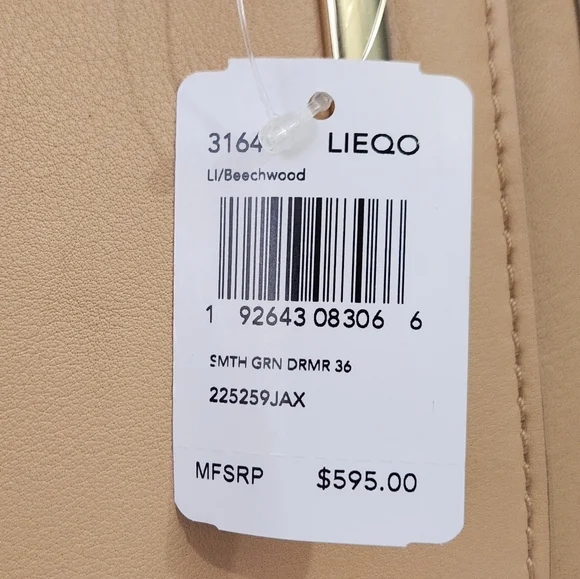 3164 LIEQO
LI/Beechwood
1 92643 08306 6
SMTH GRN DRMR 36
225259JAX
MFSRP $595.00